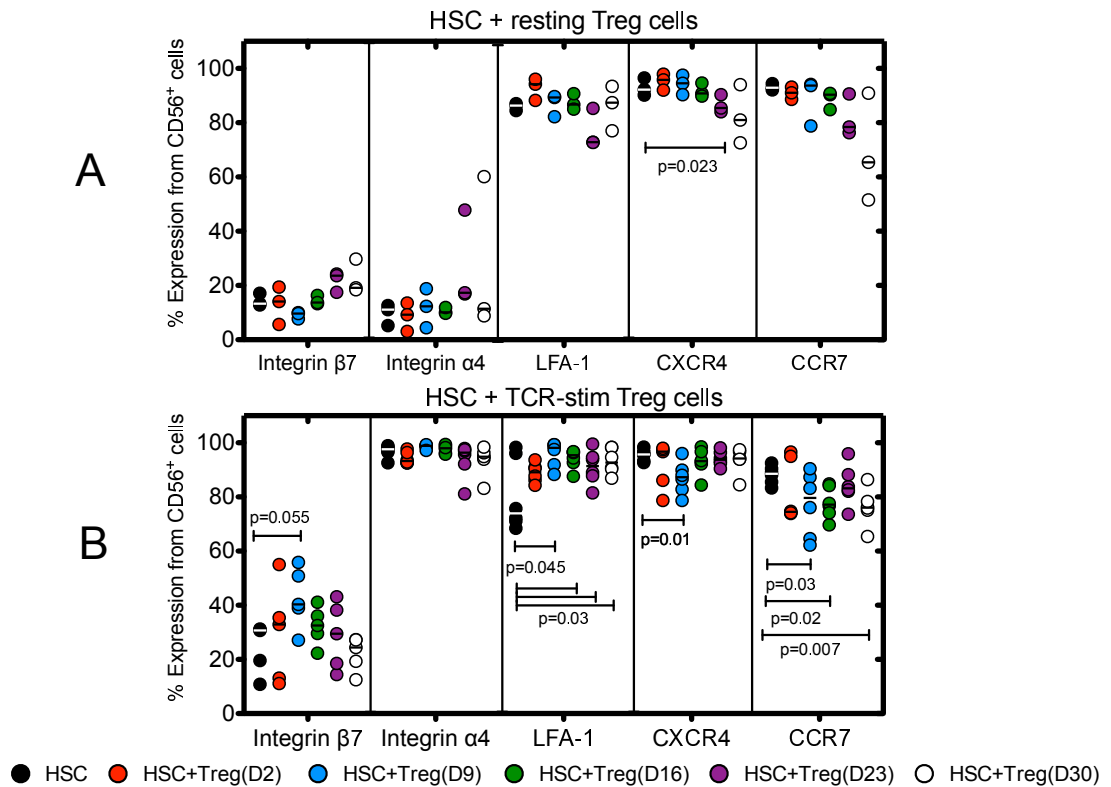 HSC + resting Treg cells
A
% Expression from CD56⁺ cells
100
80
60
40
20
0
p=0.023
Integrin β7 Integrin α4 LFA-1 CXCR4 CCR7
HSC + TCR-stim Treg cells
B
% Expression from CD56⁺ cells
100
80
60
40
20
0
p=0.055
p=0.045
p=0.03
p=0.01
p=0.03
p=0.02
p=0.007
Integrin β7 Integrin α4 LFA-1 CXCR4 CCR7
HSC HSC+Treg(D2) HSC+Treg(D9) HSC+Treg(D16) HSC+Treg(D23) HSC+Treg(D30)